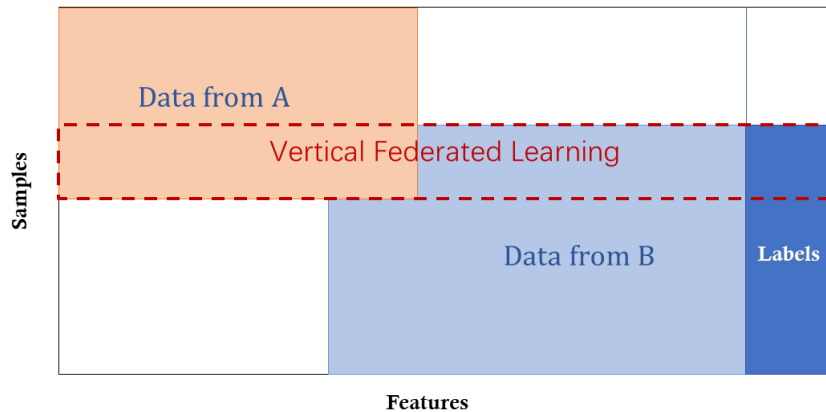 Data from A
Vertical Federated Learning
Samples
Data from B
Labels
Features